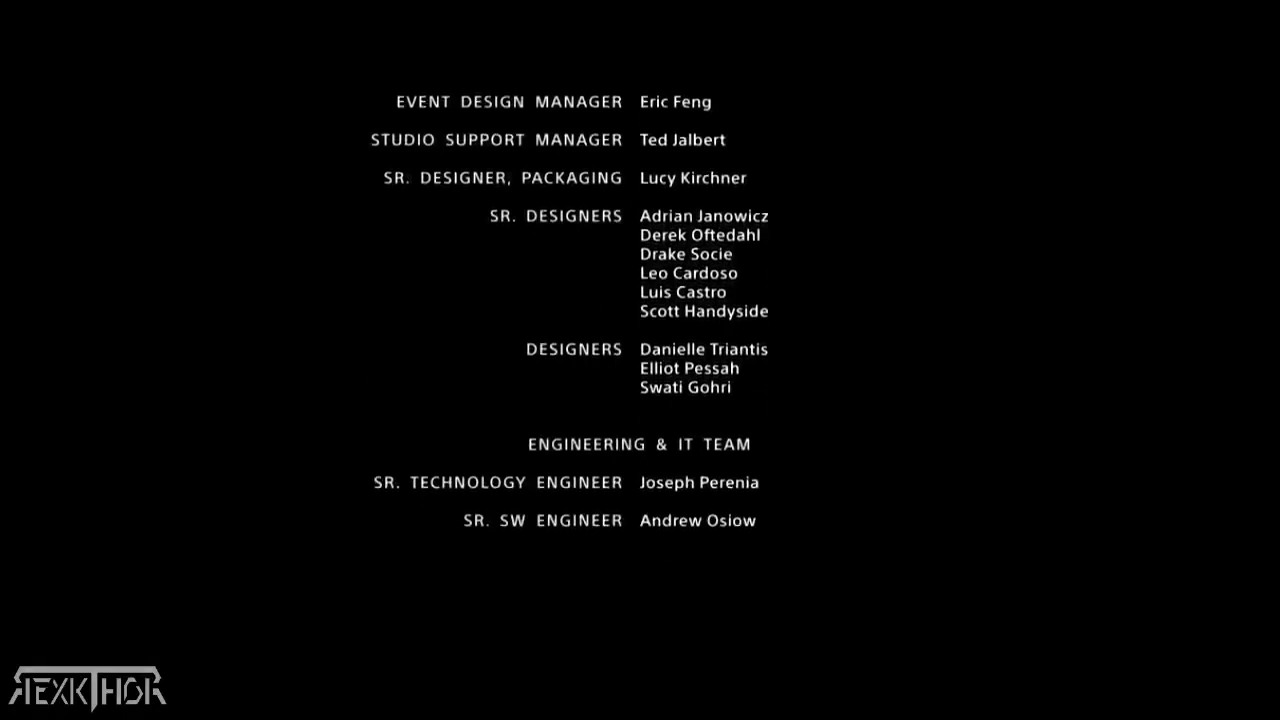 EVENT DESIGN MANAGER Eric Feng
STUDIO SUPPORT MANAGER Ted Jalbert
SR. DESIGNER, PACKAGING Lucy Kirchner
SR. DESIGNERS Adrian Janowicz
Derek Oftedahl
Drake Socie
Leo Cardoso
Luis Castro
Scott Handyside
DESIGNERS Danielle Triantis
Elliot Pessah
Swati Gohri
ENGINEERING & IT TEAM
SR. TECHNOLOGY ENGINEER Joseph Perenia
SR. SW ENGINEER Andrew Osiow